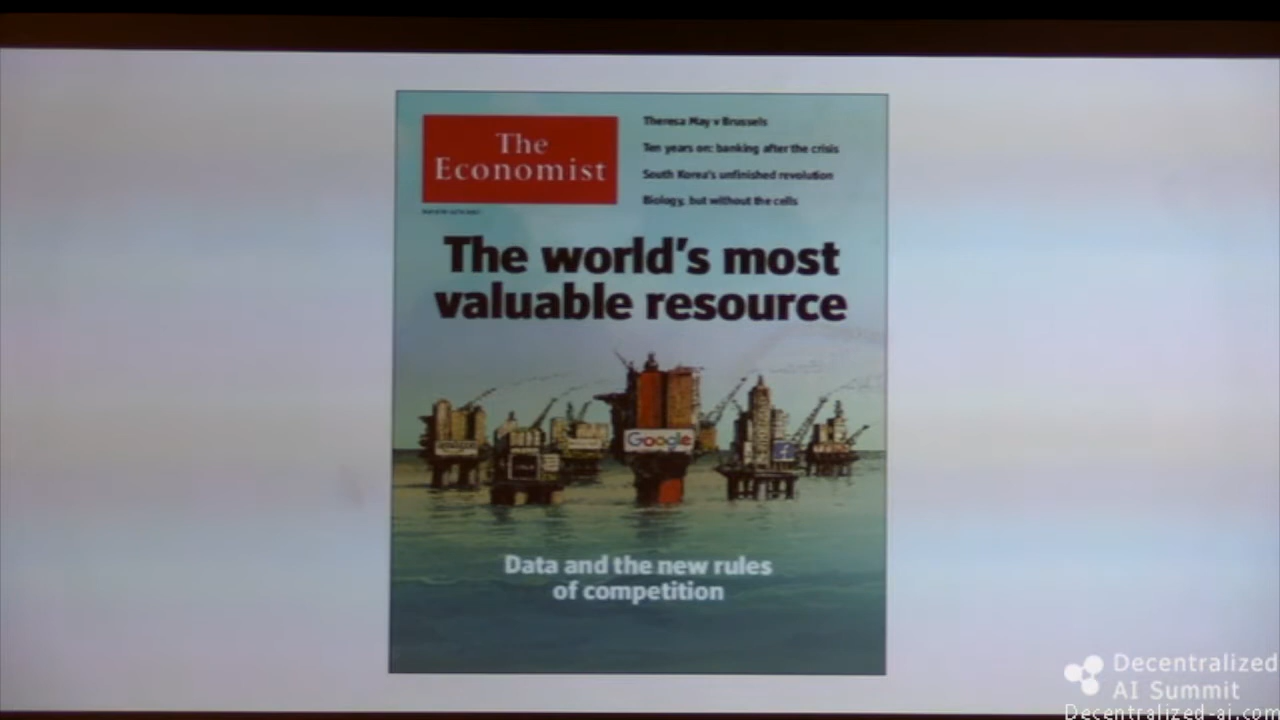 The
Economist
Theresa May v Brussels
Ten years on: banking after the crisis
South Korea's unfinished revolution
Biology, but without the cells
The world's most
valuable resource
Google
Data and the new rules
of competition
Decentralized
AI Summit
Decentralized-ai.com